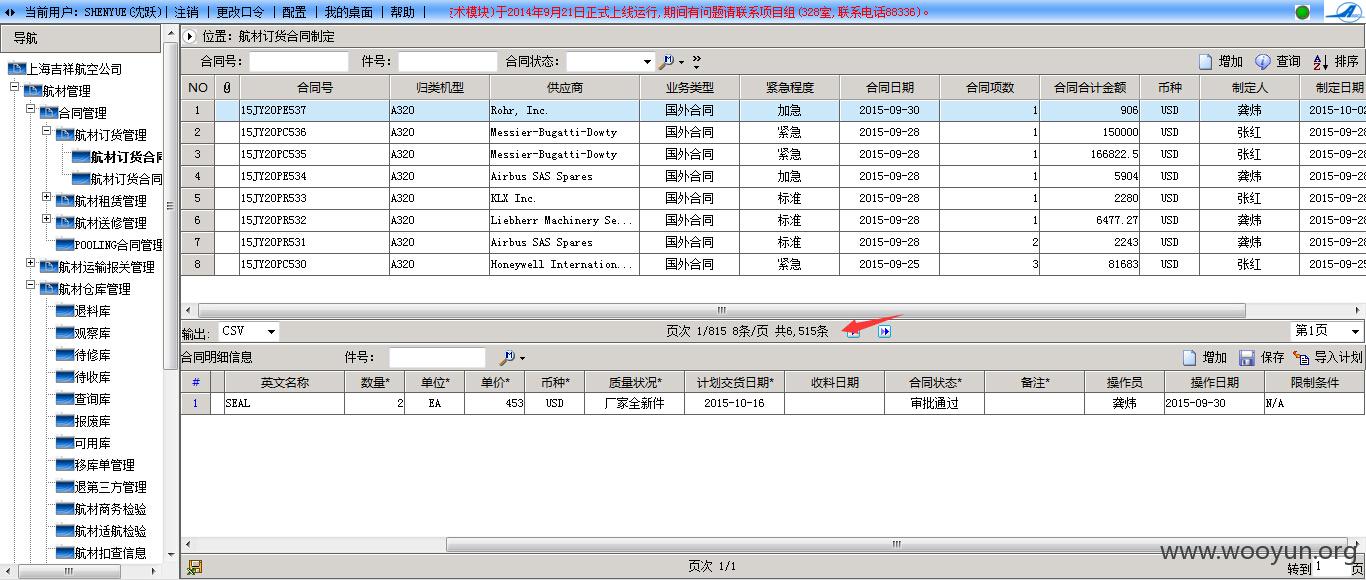 当前用户: SHENYUE(沈跃) | 注销 | 更改口令 | 配置 | 我的桌面 | 帮助 |
术模块)于2014年9月21日正式上线运行,期间有问题请联系项目组(328室,联系电话88336)。
导航
上海吉祥航空公司
航材管理
合同管理
航材订货管理
航材订货合同
航材订货合同
航材租赁管理
航材送修管理
POOLING合同管理
航材运输报关管理
航材仓库管理
退料库
观察库
待修库
待收库
查询库
报废库
可用库
移库单管理
退第三方管理
航材商务检验
航材适航检验
航材扣查信息
位置: 航材订货合同制定
合同号: 件号: 合同状态: 增加 查询 排序
NO 合同号 归类机型 供应商 业务类型 紧急程度 合同日期 合同项数 合同合计金额 币种 制定人 制定日期
1 15JY20PE537 A320 Rohr, Inc. 国外合同 加急 2015-09-30 1 906 USD 龚炜 2015-10-02
2 15JY20PC536 A320 Messier-Bugatti-Dowty 国外合同 紧急 2015-09-28 1 150000 USD 张红 2015-09-28
3 15JY20PC535 A320 Messier-Bugatti-Dowty 国外合同 紧急 2015-09-28 1 166822.5 USD 张红 2015-09-28
4 15JY20PE534 A320 Airbus SAS Spares 国外合同 紧急 2015-09-28 1 5904 USD 龚炜 2015-09-28
5 15JY20PR533 A320 KLX Inc. 国外合同 标准 2015-09-28 1 2280 USD 龚炜 2015-09-28
6 15JY20PR532 A320 Liebherr Machinery Se... 国外合同 标准 2015-09-28 1 6477.27 USD 龚炜 2015-09-28
7 15JY20PR531 A320 Airbus SAS Spares 国外合同 标准 2015-09-28 2 2243 USD 龚炜 2015-09-28
8 15JY20PC530 A320 Honeywell Internation... 国外合同 紧急 2015-09-25 3 81683 USD 张红 2015-09-25
输出: CSV 页次 1/815 8条/页 共6,515条 第1页
合同明细信息 件号: 增加 保存 导入计划
# 英文名称 数量* 单位* 单价* 币种* 质量状况* 计划交货日期* 收料日期 合同状态* 备注* 操作员 操作日期 限制条件
1 SEAL 2 EA 453 USD 厂家全新件 2015-10-16 审批通过 龚炜 2015-09-30 N/A
www.wooyun.org
页次 1/1 转到 1 页